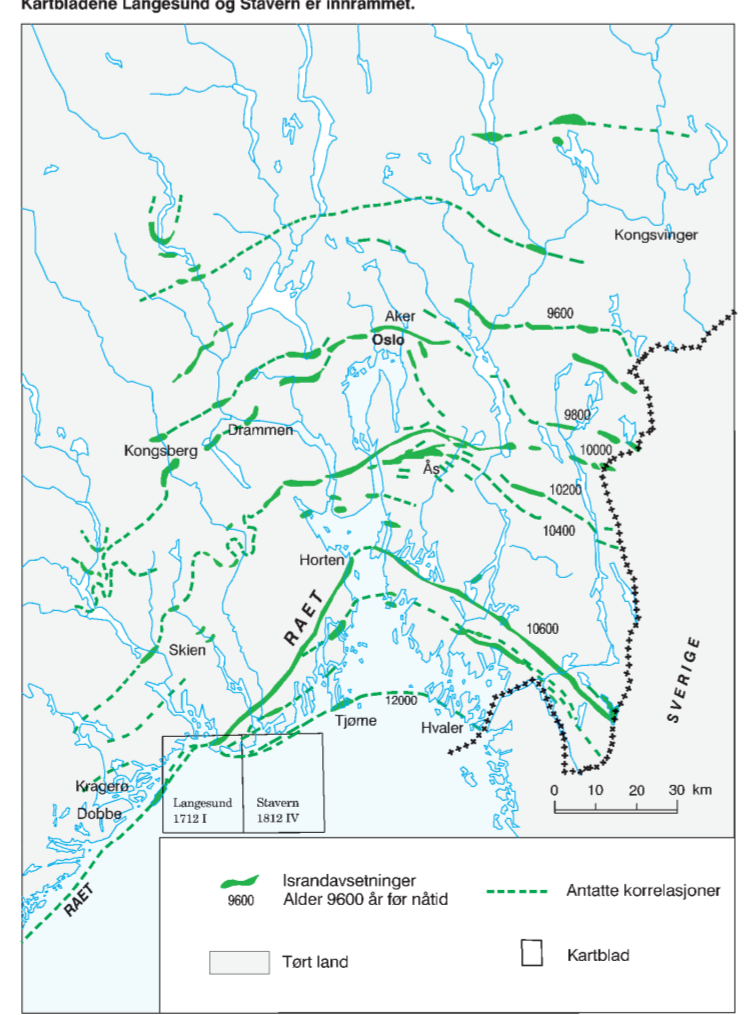 Kartbladene Langesund og Stavern er innrammet.
Kongsvinger
Aker
9600
Oslo
9800
Drammen
Kongsberg
10000
Ås
10200
10400
Horten
RAET
10600
Skien
SVERIGE
12000
Tjøme
Hvaler
Kragerø
Langesund
1712 I
Stavern
1812 IV
Dobbe
0 10 20 30 km
RAET
Israndavsetninger
9600 Alder 9600 år før nåtid
Antatte korrelasjoner
Tørt land
Kartblad